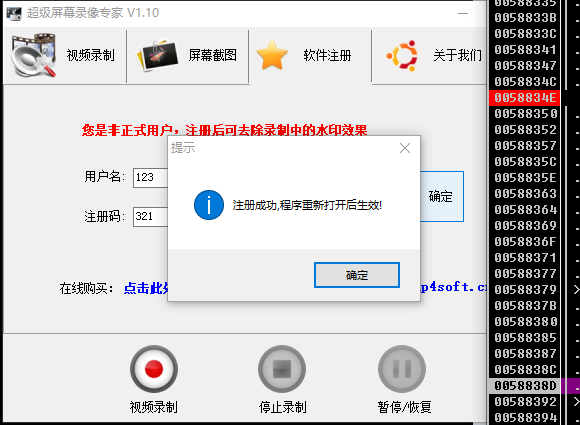 超级屏幕录像专家 V1.10
视频录制
屏幕截图
软件注册
关于我们
您是非正式用户，注册后可去除录制中的水印效果
提示
用户名:
123
注册码:
321
注册成功,程序重新打开后生效!
确定
确定
在线购买:
点击此处
p4soft.c
视频录制
停止录制
暂停/恢复
00588335
0058833B
0058833C
00588341
00588347
0058834C
0058834E
00588350
00588352
00588357
0058835C
0058835E
00588363
00588364
00588369
0058836F
00588371
00588377
00588379
0058837B
00588380
00588385
00588387
0058838C
0058838D
00588392
00588394